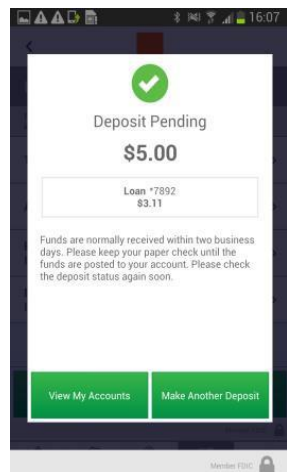 16:07
Deposit Pending
$5.00
Loan *7892
$3.11
Funds are normally received within two business
days. Please keep your paper check until the
funds are posted to your account. Please check
the deposit status again soon.
View My Accounts
Make Another Deposit
Member FDIC